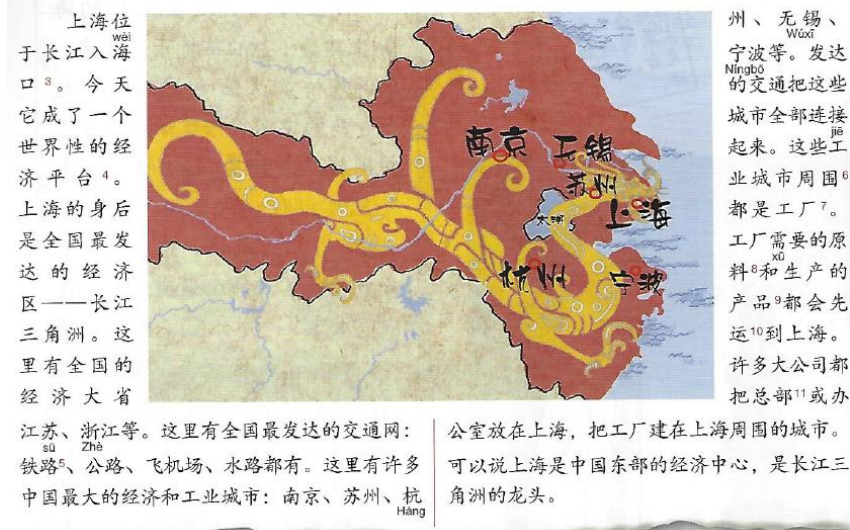 上海位
wèi
于长江入海
口3。今天
它成了一个
世界性的经
济平台4。
上海的身后
是全国最发
达的经济
区——长江
三角洲。这
里有全国的
经济大省
江苏、浙江等。这里有全国最发达的交通网：
sū Zhè
铁路5、公路、飞机场、水路都有。这里有许多
中国最大的经济和工业城市：南京、苏州、杭
Háng
南京 无锡
苏州
太湖 上海
杭州 宁波
州、无锡、
Wúxī
宁波等。发达
Níngbō
的交通把这些
城市全部连接
jiē
起来。这些工
业城市周围6
都是工厂7。
工厂需要的原
xū
料8和生产的
产品9都会先
运10到上海。
许多大公司都
把总部11或办
公室放在上海，把工厂建在上海周围的城市。
可以说上海是中国东部的经济中心，是长江三
角洲的龙头。